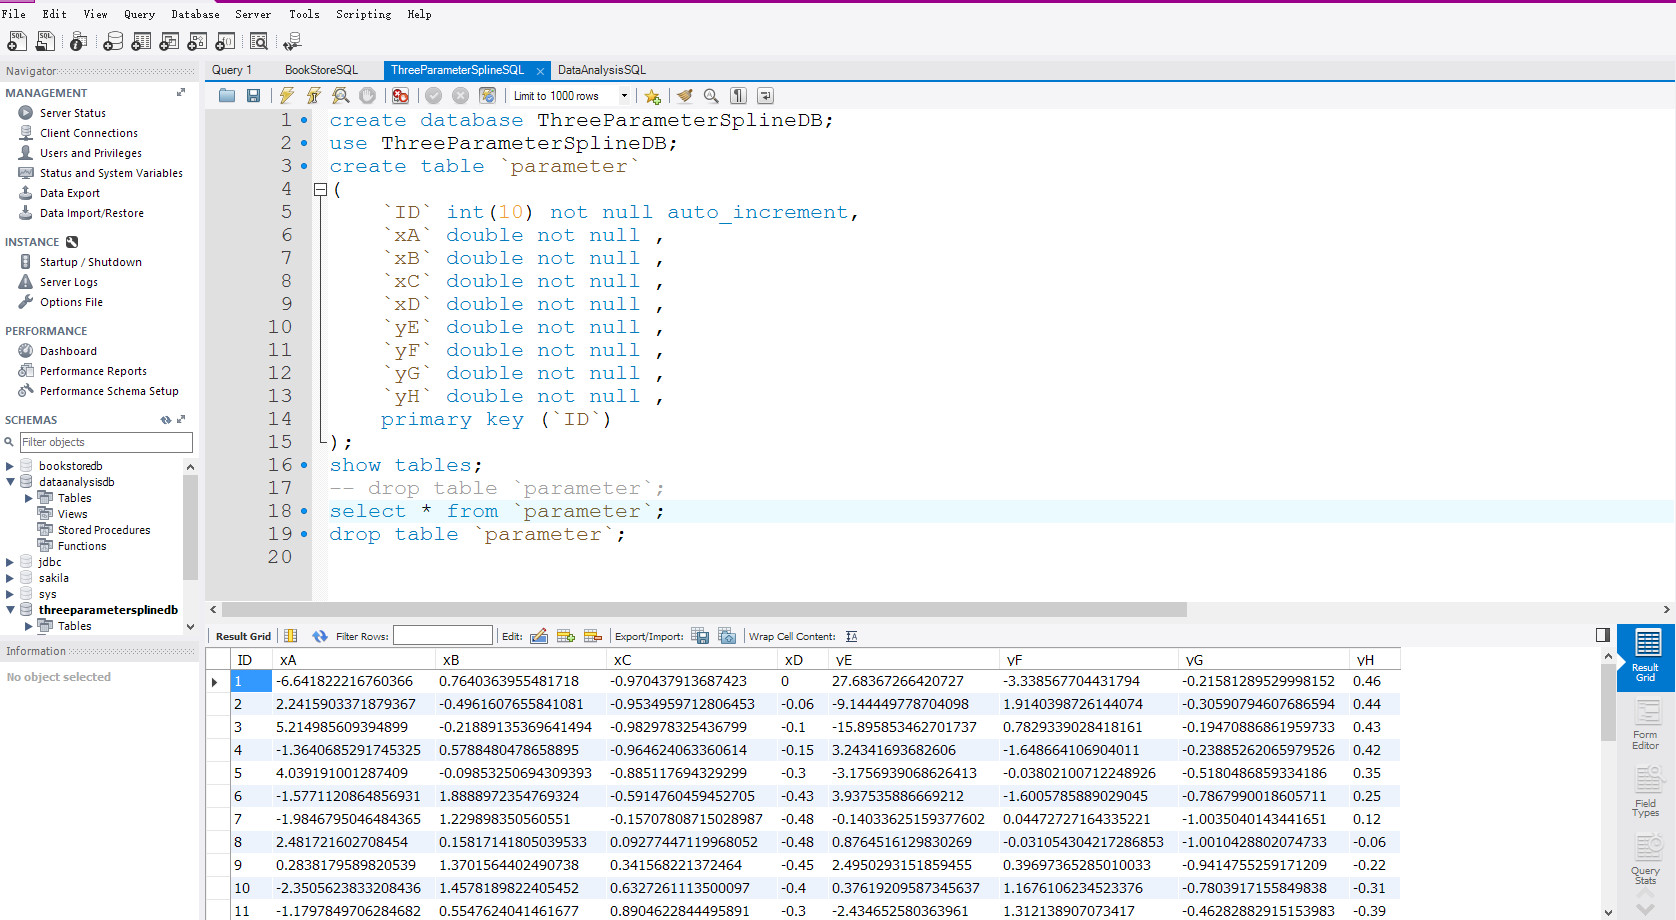 File Edit View Query Database Server Tools Scripting Help
Navigator
MANAGEMENT
Server Status
Client Connections
Users and Privileges
Status and System Variables
Data Export
Data Import/Restore
INSTANCE
Startup / Shutdown
Server Logs
Options File
PERFORMANCE
Dashboard
Performance Reports
Performance Schema Setup
SCHEMAS
Filter objects
bookstoredb
dataanalysisdb
Tables
Views
Stored Procedures
Functions
jdbc
sakila
sys
threeparametersplinedb
Tables
Information
No object selected
Query 1 BookStoreSQL ThreeParameterSplineSQL DataAnalysisSQL
Limit to 1000 rows
1 create database ThreeParameterSplineDB;
2 use ThreeParameterSplineDB;
3 create table `parameter`
4 (
5 `ID` int(10) not null auto_increment,
6 `xA` double not null ,
7 `xB` double not null ,
8 `xC` double not null ,
9 `xD` double not null ,
10 `yE` double not null ,
11 `yF` double not null ,
12 `yG` double not null ,
13 `yH` double not null ,
14 primary key (`ID`)
15 );
16 show tables;
17 -- drop table `parameter`;
18 select * from `parameter`;
19 drop table `parameter`;
20
Result Grid Filter Rows: Edit: Export/Import: Wrap Cell Content:
ID xA xB xC xD yE yF yG yH
1 -6.641822216760366 0.7640363955481718 -0.970437913687423 0 27.68367266420727 -3.338567704431794 -0.21581289529998152 0.46
2 2.2415903371879367 -0.4961607655841081 -0.9534959712806453 -0.06 -9.144449778704098 1.9140398726144074 -0.30590794607686594 0.44
3 5.214985609394899 -0.21889135369641494 -0.982978325436799 -0.1 -15.895853462701737 0.7829339028418161 -0.1947088686195973​3 0.43
4 -1.3640685291745325 0.5788480478658895 -0.964624063360614 -0.15 3.24341693682606 -1.648664106904011 -0.23885262065979526 0.42
5 4.039191001287409 -0.09853250694309393 -0.885117694329299 -0.3 -3.1756939068626413 -0.03802100712248926 -0.5180486859334186 0.35
6 -1.5771120864856931 1.8888972354769324 -0.5914760459452705 -0.43 3.937535886669212 -1.6005785889029045 -0.7867990018605711 0.25
7 -1.9846795046484365 1.229898350560551 -0.15707808715028987 -0.48 -0.14033625159377602 0.04472727164335221 -1.0035040143441651 0.12
8 2.481721602708454 0.15817141805039533 0.09277447119968052 -0.48 0.8764516129830269 -0.031054304217286853 -1.0010428802074733 -0.06
9 0.2838179589820539 1.3701564402490738 0.341568221372464 -0.45 2.4950293151859455 0.39697365285010033 -0.9414755259171209 -0.22
10 -2.3505623833208436 1.4578189822405452 0.6327261113500097 -0.4 0.37619209587345637 1.1676106234523376 -0.7803917155849838 -0.31
11 -1.1797849706284682 0.5547624041461677 0.8904622844495891 -0.3 -2.434652580363961 1.312138907073417 -0.46282882915153983 -0.39
Result
Grid
Form
Editor
Field
Types
Query
Stats